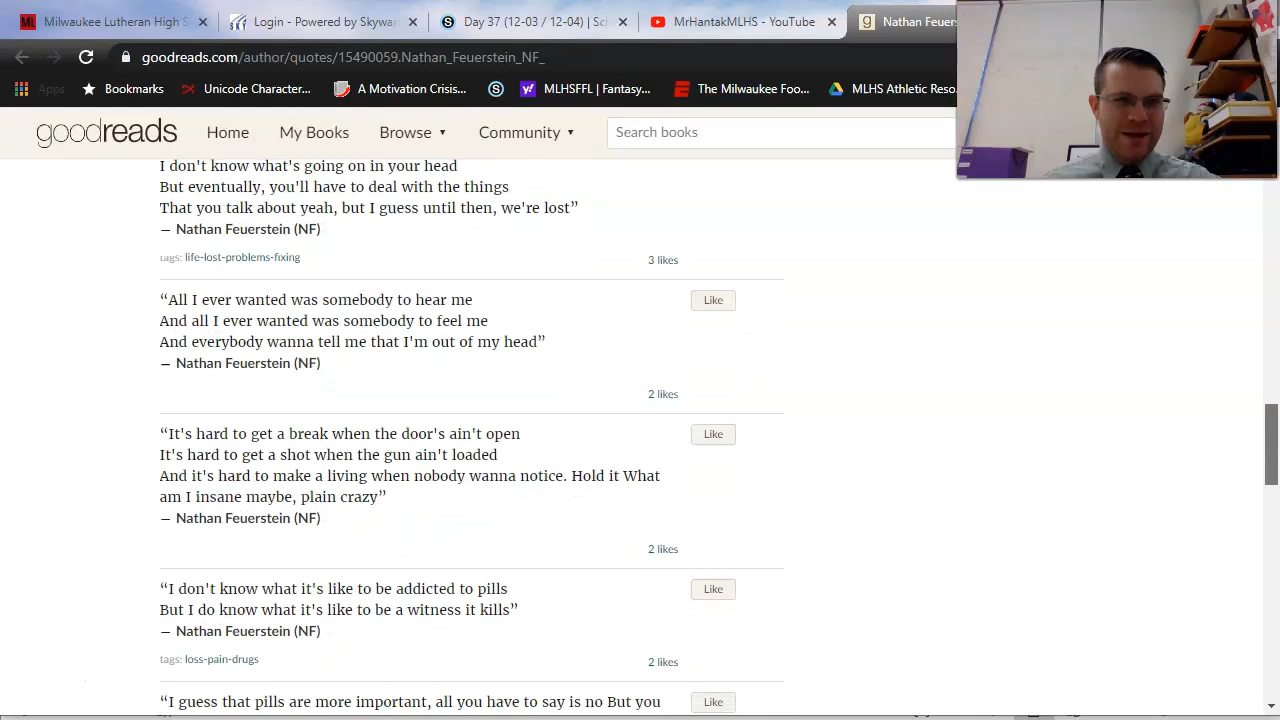 Milwaukee Lutheran High S
Login - Powered by Skywar
Day 37 (12-03 / 12-04) | Sch
MrHantakMLHS - YouTube
Nathan Feuers
goodreads.com/author/quotes/15490059.Nathan_Feuerstein_NF_
Apps
Bookmarks
Unicode Character...
A Motivation Crisis...
MLHSFFL | Fantasy...
The Milwaukee Foo...
MLHS Athletic Reso
goodreads
Home
My Books
Browse
Community
Search books
I don't know what's going on in your head
But eventually, you'll have to deal with the things
That you talk about yeah, but I guess until then, we're lost”
― Nathan Feuerstein (NF)
tags: life-lost-problems-fixing
3 likes
“All I ever wanted was somebody to hear me
Like
And all I ever wanted was somebody to feel me
And everybody wanna tell me that I'm out of my head”
― Nathan Feuerstein (NF)
2 likes
“It's hard to get a break when the door's ain't open
Like
It's hard to get a shot when the gun ain't loaded
And it's hard to make a living when nobody wanna notice. Hold it What
am I insane maybe, plain crazy”
― Nathan Feuerstein (NF)
2 likes
“I don't know what it's like to be addicted to pills
Like
But I do know what it's like to be a witness it kills”
― Nathan Feuerstein (NF)
tags: loss-pain-drugs
2 likes
“I guess that pills are more important, all you have to say is no But you
Like